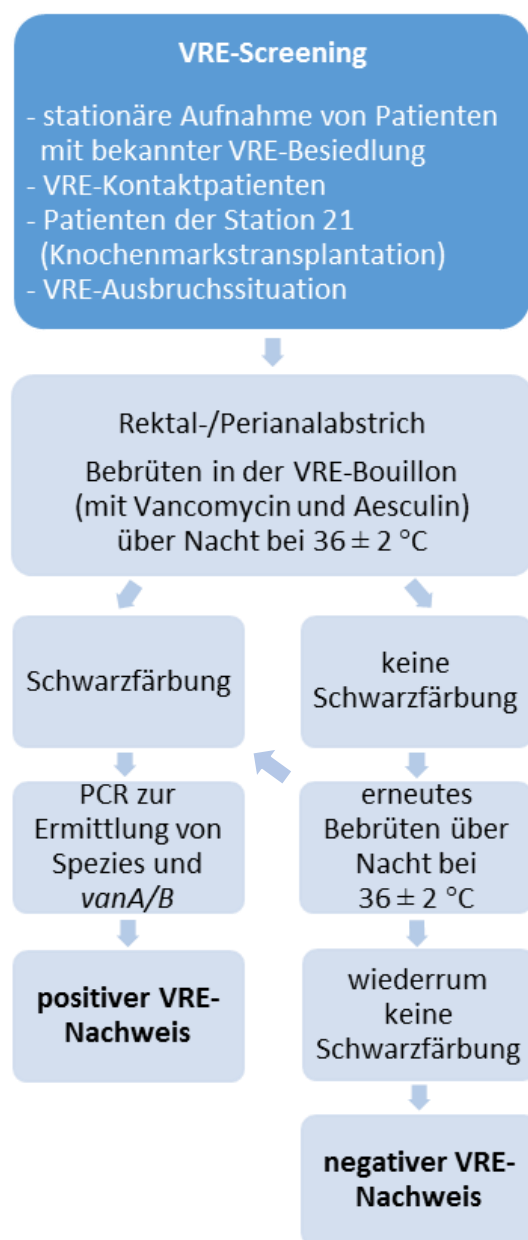 VRE-Screening
- stationäre Aufnahme von Patienten
mit bekannter VRE-Besiedlung
- VRE-Kontaktpatienten
- Patienten der Station 21
(Knochenmarkstransplantation)
- VRE-Ausbruchssituation
Rektal-/Perianalabstrich
Bebrüten in der VRE-Bouillon
(mit Vancomycin und Aesculin)
über Nacht bei 36 ± 2 °C
Schwarzfärbung
PCR zur
Ermittlung von
Spezies und
vanA/B
positiver VRE-
Nachweis
keine
Schwarzfärbung
erneutes
Bebrüten über
Nacht bei
36 ± 2 °C
wiederrum
keine
Schwarzfärbung
negativer VRE-
Nachweis